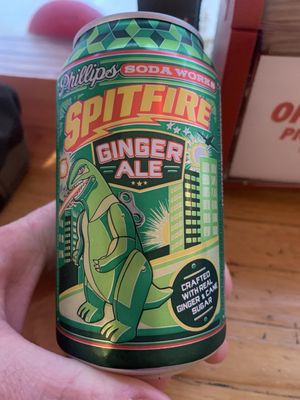 Phillips SODA WORKS
SPITFIRE
GINGER
ALE
CRAFTED
WITH REAL
GINGER & CANE
SUGAR